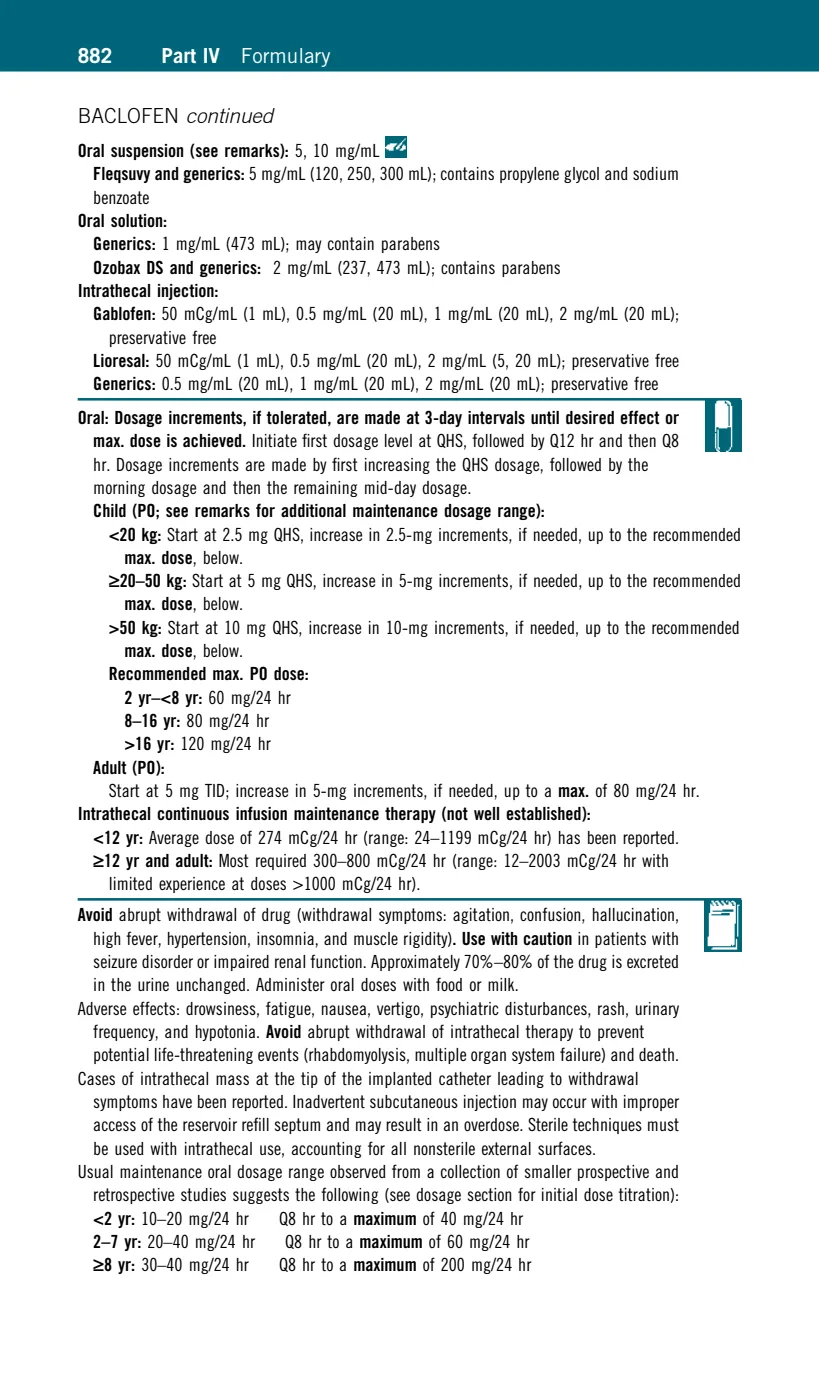 882 Part IV Formulary
BACLOFEN continued
Oral suspension (see remarks): 5, 10 mg/mL
Fleqsuvy and generics: 5 mg/mL (120, 250, 300 mL); contains propylene glycol and sodium
benzoate
Oral solution:
Generics: 1 mg/mL (473 mL); may contain parabens
Ozobax DS and generics: 2 mg/mL (237, 473 mL); contains parabens
Intrathecal injection:
Gablofen: 50 mCg/mL (1 mL), 0.5 mg/mL (20 mL), 1 mg/mL (20 mL), 2 mg/mL (20 mL);
preservative free
Lioresal: 50 mCg/mL (1 mL), 0.5 mg/mL (20 mL), 2 mg/mL (5, 20 mL); preservative free
Generics: 0.5 mg/mL (20 mL), 1 mg/mL (20 mL), 2 mg/mL (20 mL); preservative free
Oral: Dosage increments, if tolerated, are made at 3-day intervals until desired effect or
max. dose is achieved. Initiate first dosage level at QHS, followed by Q12 hr and then Q8
hr. Dosage increments are made by first increasing the QHS dosage, followed by the
morning dosage and then the remaining mid-day dosage.
Child (PO; see remarks for additional maintenance dosage range):
<20 kg: Start at 2.5 mg QHS, increase in 2.5-mg increments, if needed, up to the recommended
max. dose, below.
≥20–50 kg: Start at 5 mg QHS, increase in 5-mg increments, if needed, up to the recommended
max. dose, below.
>50 kg: Start at 10 mg QHS, increase in 10-mg increments, if needed, up to the recommended
max. dose, below.
Recommended max. PO dose:
2 yr–<8 yr: 60 mg/24 hr
8–16 yr: 80 mg/24 hr
>16 yr: 120 mg/24 hr
Adult (PO):
Start at 5 mg TID; increase in 5-mg increments, if needed, up to a max. of 80 mg/24 hr.
Intrathecal continuous infusion maintenance therapy (not well established):
<12 yr: Average dose of 274 mCg/24 hr (range: 24–1199 mCg/24 hr) has been reported.
≥12 yr and adult: Most required 300–800 mCg/24 hr (range: 12–2003 mCg/24 hr with
limited experience at doses >1000 mCg/24 hr).
Avoid abrupt withdrawal of drug (withdrawal symptoms: agitation, confusion, hallucination,
high fever, hypertension, insomnia, and muscle rigidity). Use with caution in patients with
seizure disorder or impaired renal function. Approximately 70%–80% of the drug is excreted
in the urine unchanged. Administer oral doses with food or milk.
Adverse effects: drowsiness, fatigue, nausea, vertigo, psychiatric disturbances, rash, urinary
frequency, and hypotonia. Avoid abrupt withdrawal of intrathecal therapy to prevent
potential life-threatening events (rhabdomyolysis, multiple organ system failure) and death.
Cases of intrathecal mass at the tip of the implanted catheter leading to withdrawal
symptoms have been reported. Inadvertent subcutaneous injection may occur with improper
access of the reservoir refill septum and may result in an overdose. Sterile techniques must
be used with intrathecal use, accounting for all nonsterile external surfaces.
Usual maintenance oral dosage range observed from a collection of smaller prospective and
retrospective studies suggests the following (see dosage section for initial dose titration):
<2 yr: 10–20 mg/24 hr Q8 hr to a maximum of 40 mg/24 hr
2–7 yr: 20–40 mg/24 hr Q8 hr to a maximum of 60 mg/24 hr
≥8 yr: 30–40 mg/24 hr Q8 hr to a maximum of 200 mg/24 hr